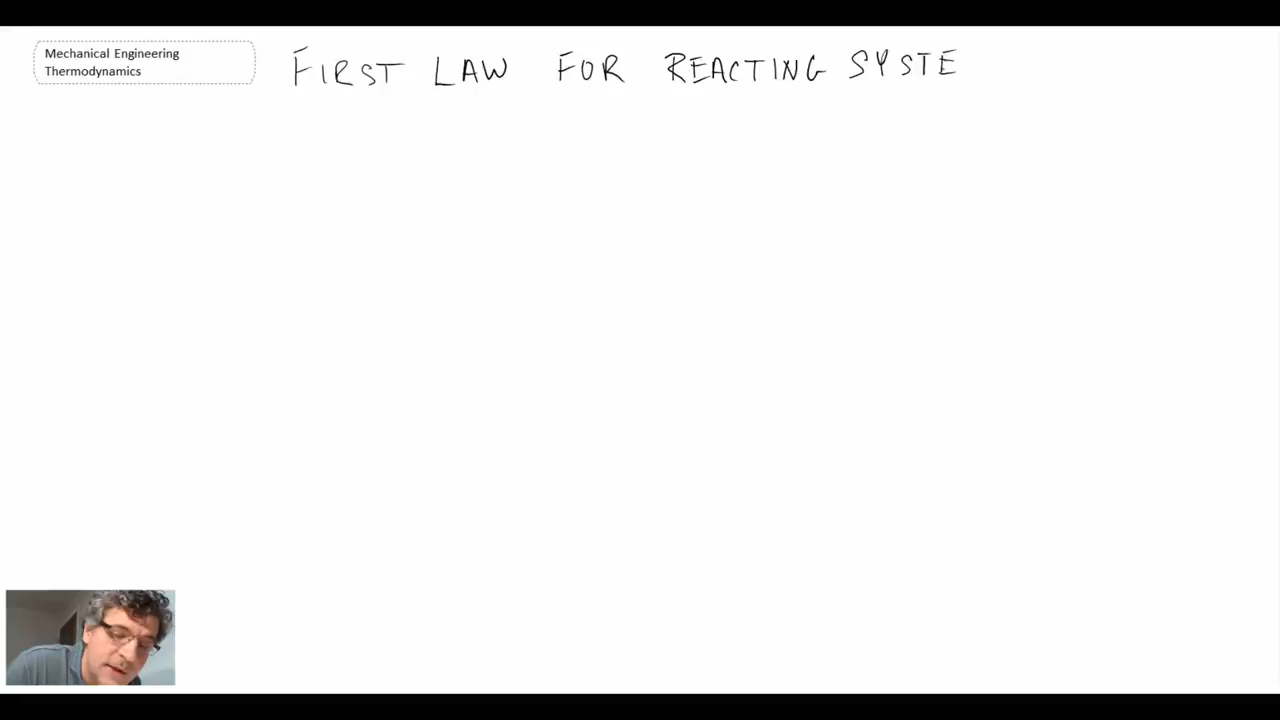 Mechanical Engineering
Thermodynamics
FIRST LAW FOR REACTING SYSTE